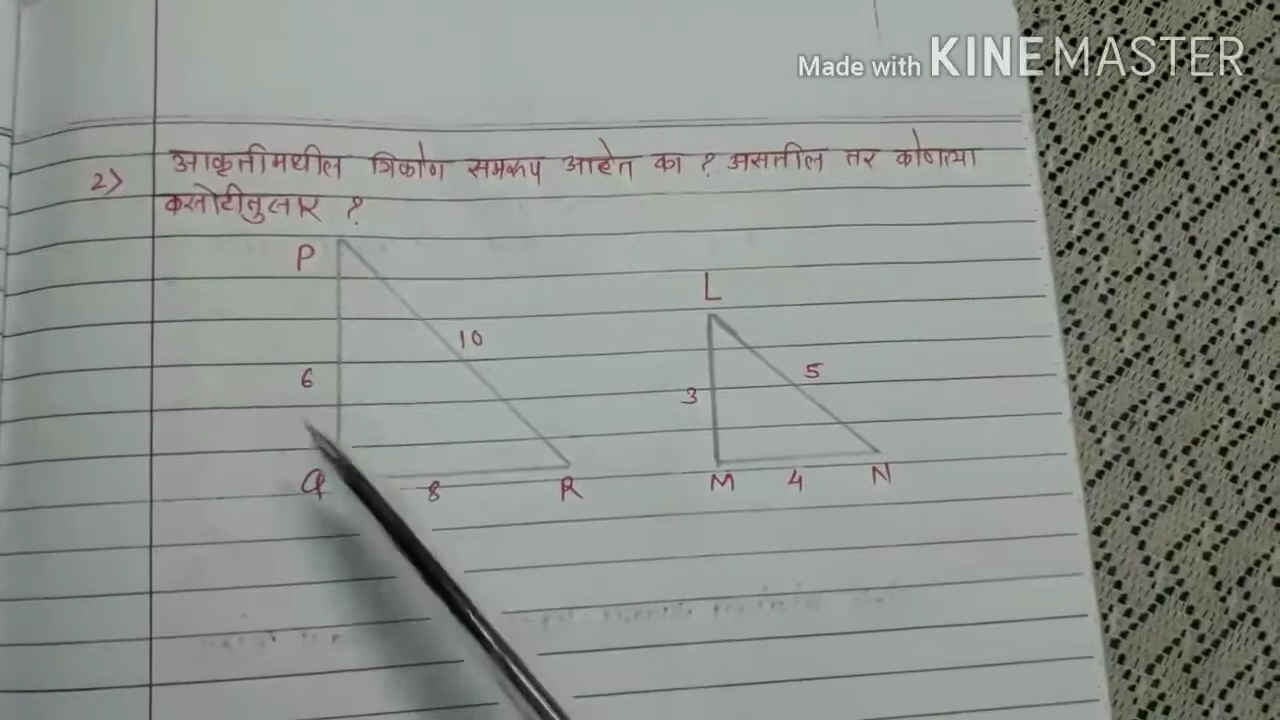 Made with KINEMASTER
2) आकृतीमधील त्रिकोण समरूप आहेत का ? असतील तर कोणत्या
कसोटीनुसार ?
P
L
10
6
5
3
Q
8
R
M
4
N